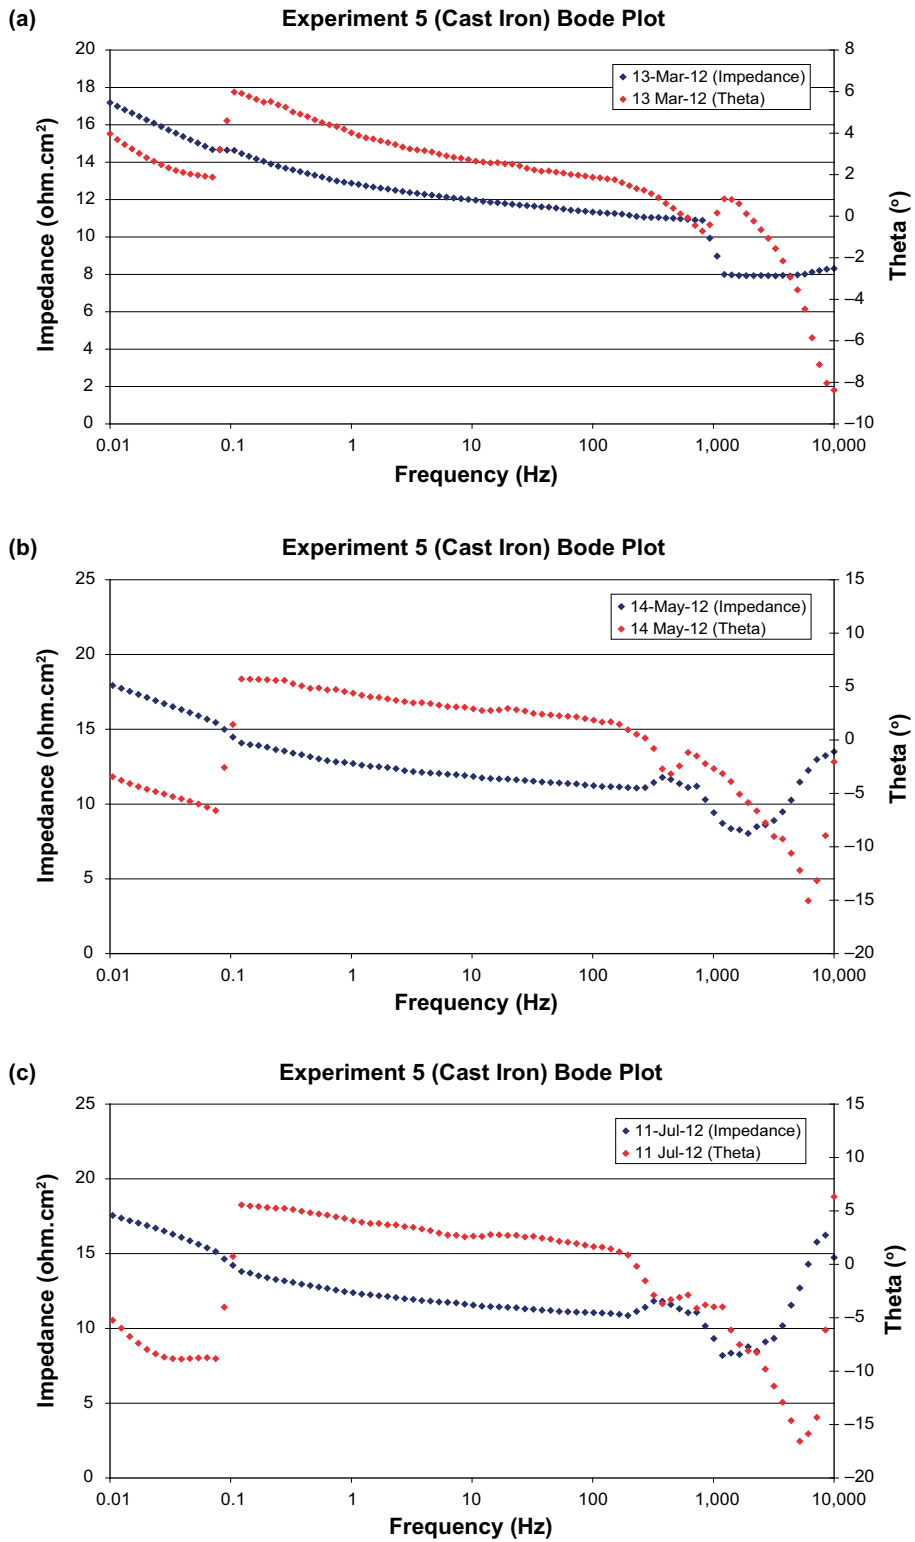 (a)
Experiment 5 (Cast Iron) Bode Plot
20
18
16
14
12
10
8
6
4
2
0
Impedance (ohm.cm²)
8
6
4
2
0
–2
–4
–6
–8
–10
Theta (º)
13-Mar-12 (Impedance)
13 Mar-12 (Theta)
0.01 0.1 1 10 100 1,000 10,000
Frequency (Hz)
(b)
Experiment 5 (Cast Iron) Bode Plot
25
20
15
10
5
0
Impedance (ohm.cm²)
15
10
5
0
–5
–10
–15
–20
Theta (º)
14-May-12 (Impedance)
14 May-12 (Theta)
0.01 0.1 1 10 100 1,000 10,000
Frequency (Hz)
(c)
Experiment 5 (Cast Iron) Bode Plot
25
20
15
10
5
0
Impedance (ohm.cm²)
15
10
5
0
–5
–10
–15
–20
Theta (º)
11-Jul-12 (Impedance)
11 Jul-12 (Theta)
0.01 0.1 1 10 100 1,000 10,000
Frequency (Hz)